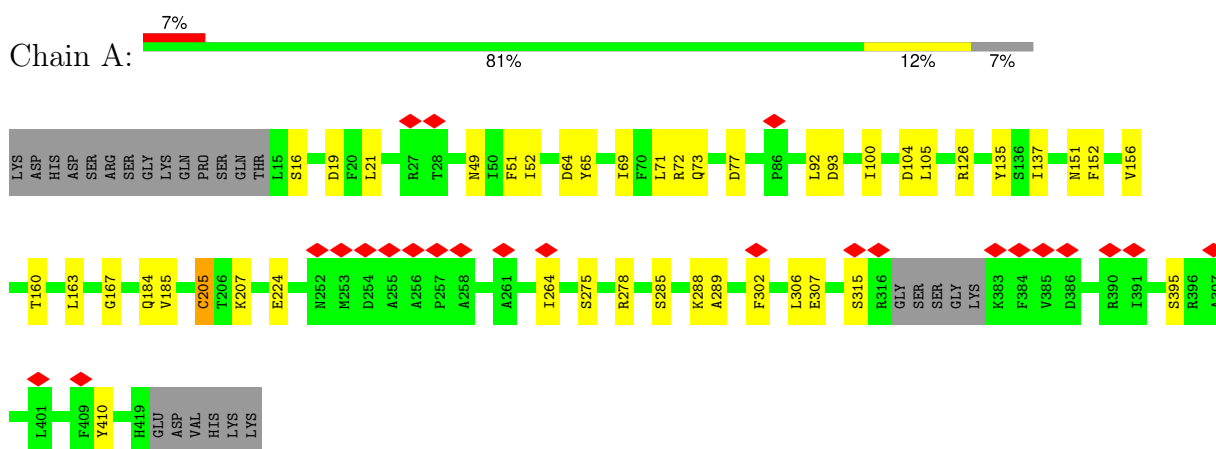 7%
Chain A:
81% 12% 7%
LYS ASP HIS ASP SER ARG SER GLY LYS GLN PRO SER GLN THR L15 S16 D19 F20 L21 R27 T28 N49 I50 F51 I52 D64 Y65 I69 F70 L71 R72 Q73 D77 P86 L92 D93 I100 D104 L105 R126 Y135 S136 I137 N151 F152 V156
T160 L163 G167 Q184 V185 C205 T206 K207 E224 N252 M253 D254 A255 A256 P257 A258 A261 I264 S275 R278 S285 K288 A289 F302 L306 E307 S315 R316 GLY SER SER GLY LYS K383 F384 V385 D386 R390 I391 S395 R396 A397
L401 F409 Y410 H419 GLU ASP VAL HIS LYS LYS